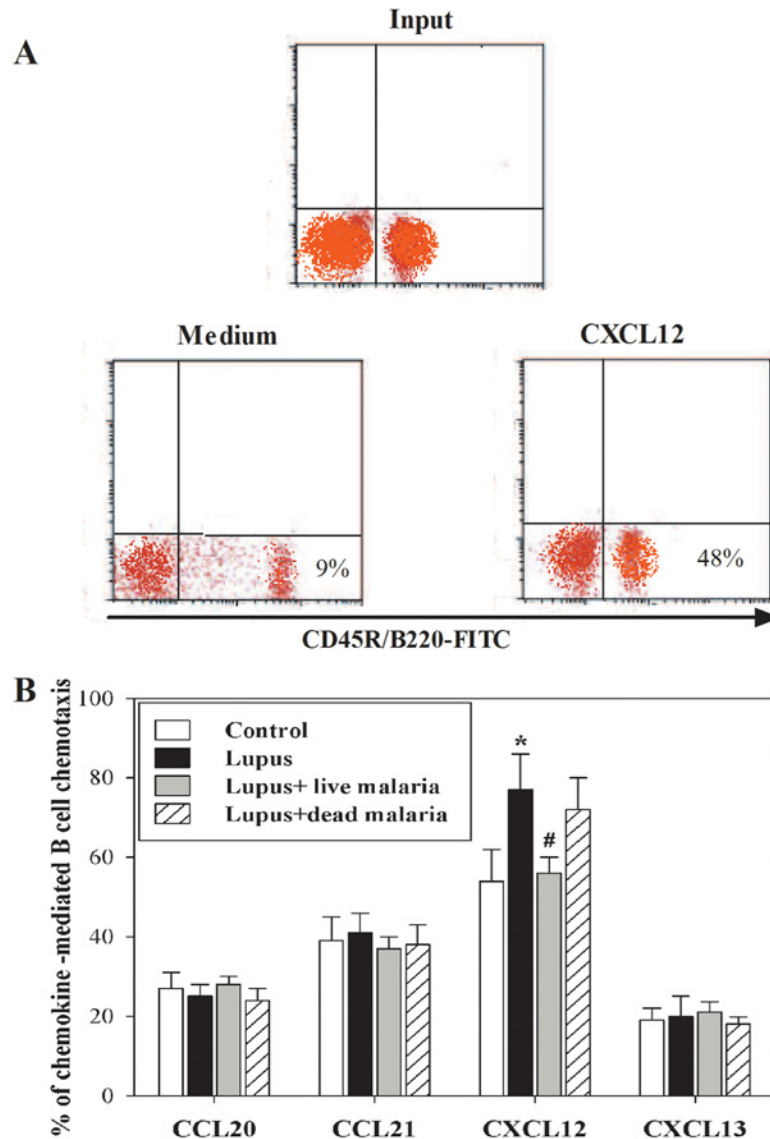 A
Input
Medium
CXCL12
9%
48%
CD45R/B220-FITC
B
% of chemokine -mediated B cell chemotaxis
100
80
60
40
20
0
Control
Lupus
Lupus+ live malaria
Lupus+dead malaria
*
#
CCL20
CCL21
CXCL12
CXCL13